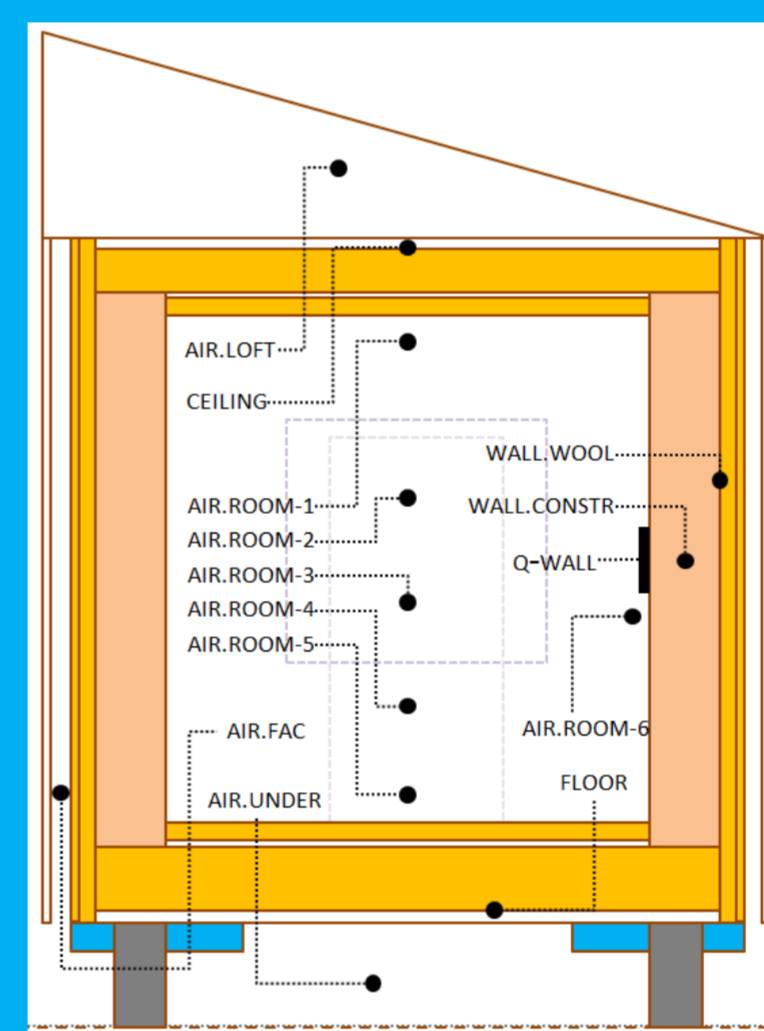 AIR.LOFT
CEILING
WALL.WOOL
AIR.ROOM-1
WALL.CONSTR
AIR.ROOM-2
Q-WALL
AIR.ROOM-3
AIR.ROOM-4
AIR.ROOM-5
AIR.FAC
AIR.ROOM-6
FLOOR
AIR.UNDER